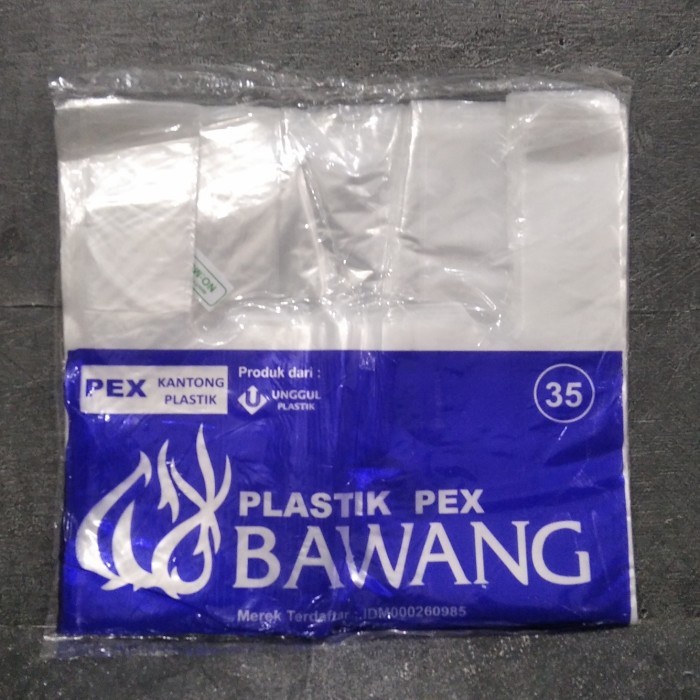 PEX KANTONG
PLASTIK
Produk dari :
UNGGUL
PLASTIK
35
PLASTIK PEX
BAWANG
Merek Terdaftar : IDM000260985